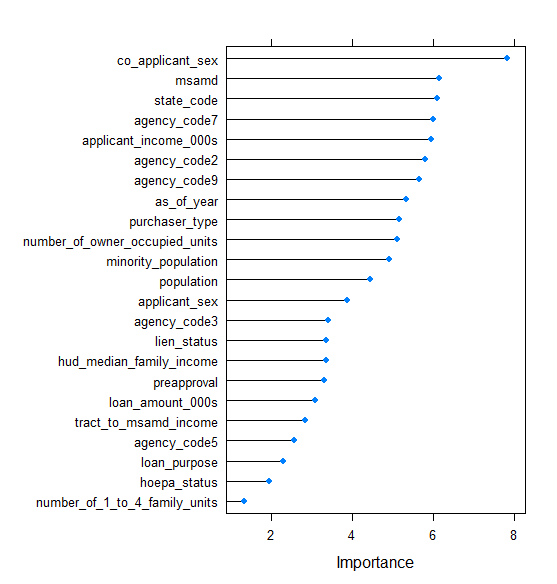 co_applicant_sex
msamd
state_code
agency_code7
applicant_income_000s
agency_code2
agency_code9
as_of_year
purchaser_type
number_of_owner_occupied_units
minority_population
population
applicant_sex
agency_code3
lien_status
hud_median_family_income
preapproval
loan_amount_000s
tract_to_msamd_income
agency_code5
loan_purpose
hoepa_status
number_of_1_to_4_family_units
2 4 6 8
Importance